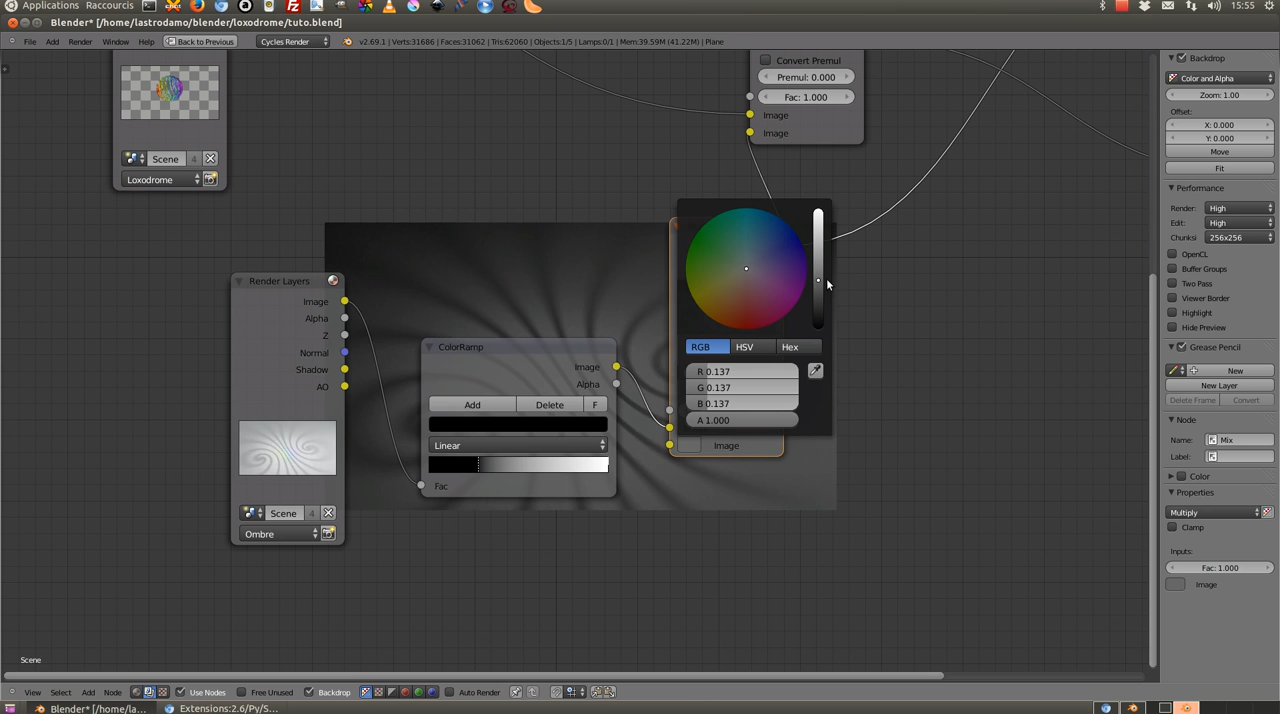 Applications Raccourcis 15:55
Blender* [/home/lastrodamo/blender/loxodrome/tuto.blend]
File Add Render Window Help Back to Previous Cycles Render v2.69.1 | Verts:31686 | Faces:31062 | Tris:62060 | Objects:1/5 | Lamps:0/1 | Mem:39.59M (41.22M) | Plane
Scene 4
Loxodrome
Convert Premul
Premul: 0.000
Fac: 1.000
Image
Image
Render Layers
Image
Alpha
Z
Normal
Shadow
AO
Scene 4
Ombre
ColorRamp
Image
Alpha
Add Delete F
Linear
Fac
RGB HSV Hex
R 0.137
G 0.137
B 0.137
A 1.000
Image
Backdrop
Color and Alpha
Zoom: 1.00
Offset:
X: 0.000
Y: 0.000
Move
Fit
Performance
Render: High
Edit: High
Chunksi 256x256
OpenCL
Buffer Groups
Two Pass
Viewer Border
Highlight
Hide Preview
Grease Pencil
New
New Layer
Delete Frame Convert
Node
Name: Mix
Label:
Color
Properties
Multiply
Clamp
Inputs:
Fac: 1.000
Image
Scene
View Select Add Node Use Nodes Free Unused Backdrop Auto Render
Blender* [/home/la... Extensions:2.6/Py/S...